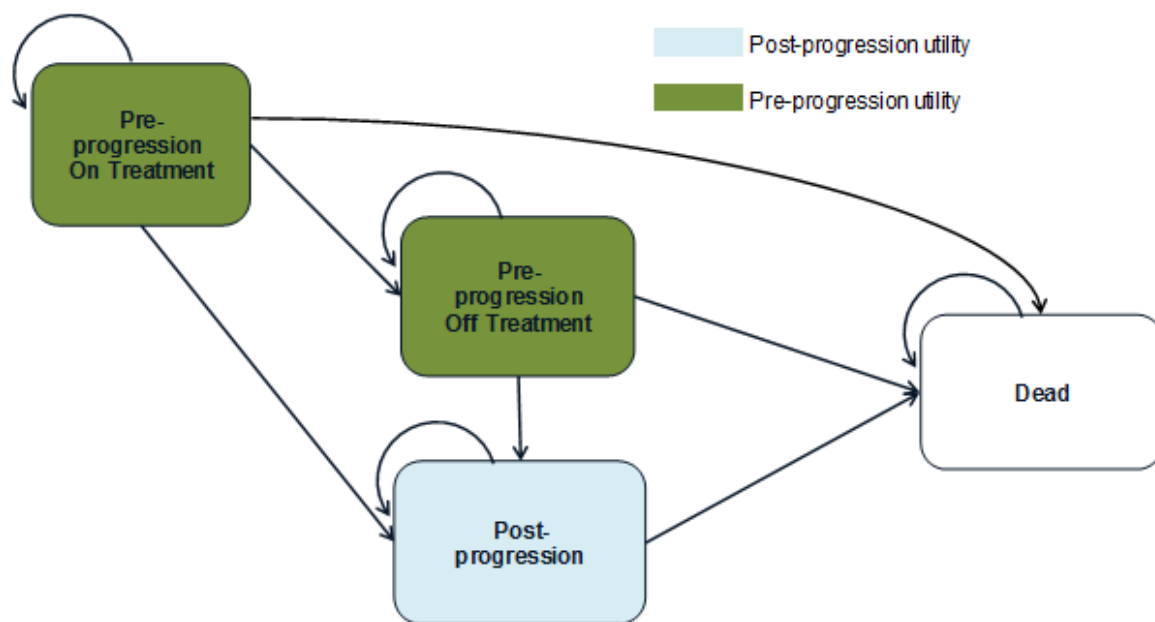 Post-progression utility
Pre-progression utility
Pre-
progression
On Treatment
Pre-
progression
Off Treatment
Dead
Post-
progression